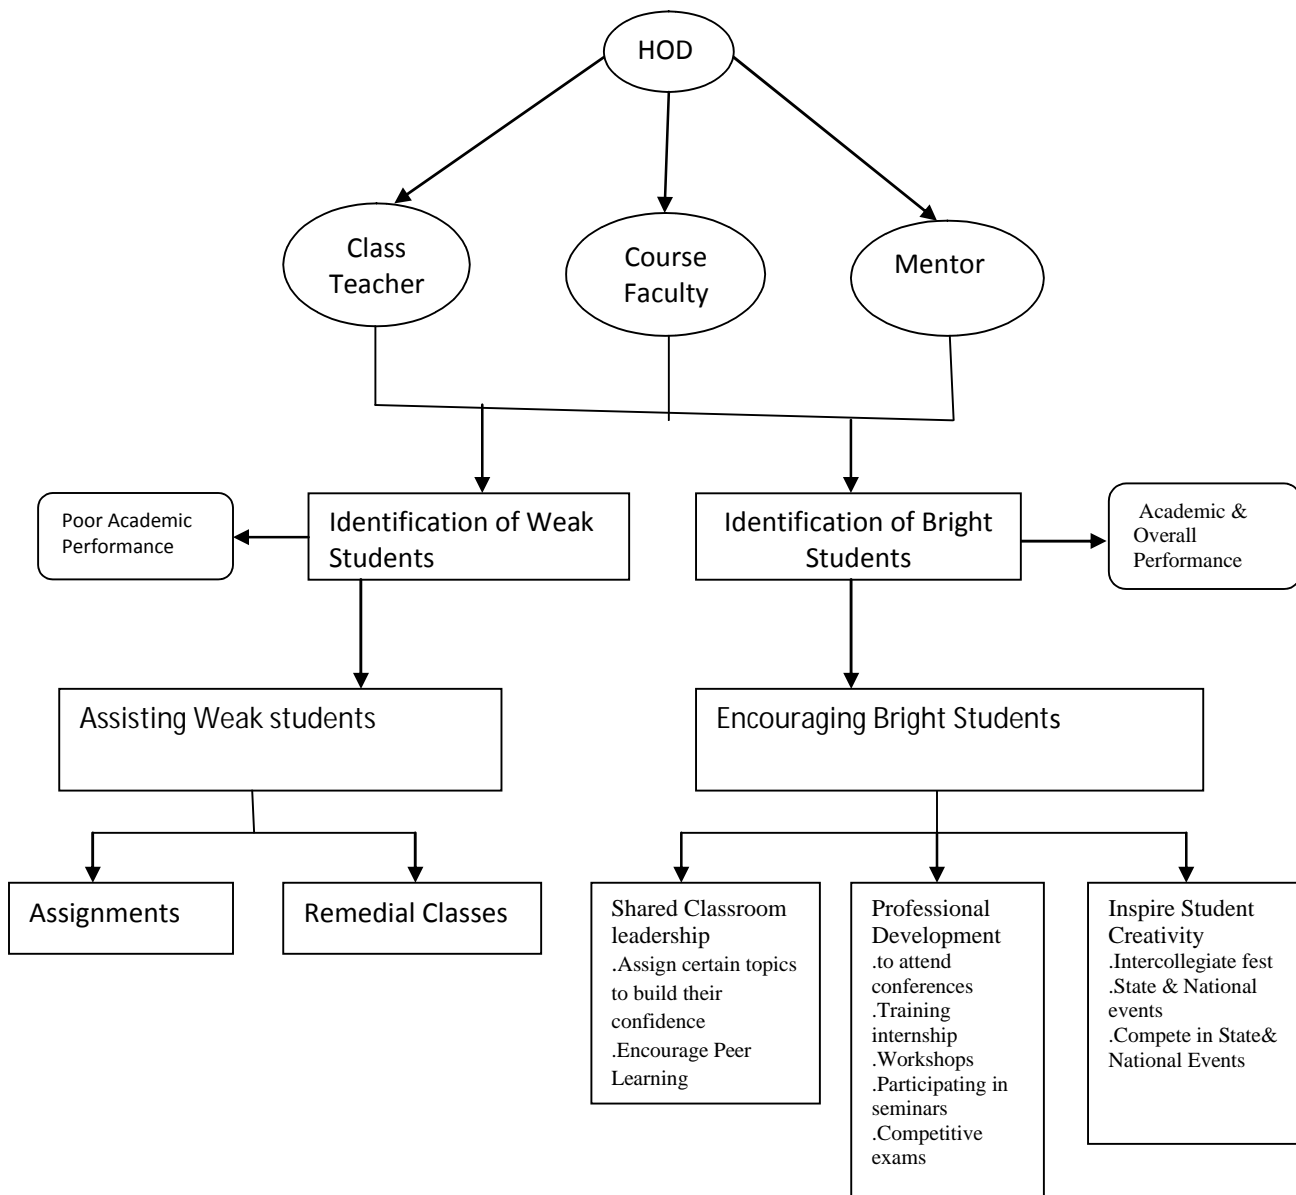 HOD
Class
Teacher
Course
Faculty
Mentor
Poor Academic
Performance
Identification of Weak
Students
Identification of Bright
Students
Academic &
Overall
Performance
Assisting Weak students
Encouraging Bright Students
Assignments
Remedial Classes
Shared Classroom
leadership
.Assign certain topics
to build their
confidence
.Encourage Peer
Learning
Professional
Development
.to attend
conferences
.Training
internship
.Workshops
.Participating in
seminars
.Competitive
exams
Inspire Student
Creativity
.Intercollegiate fest
.State & National
events
.Compete in State&
National Events